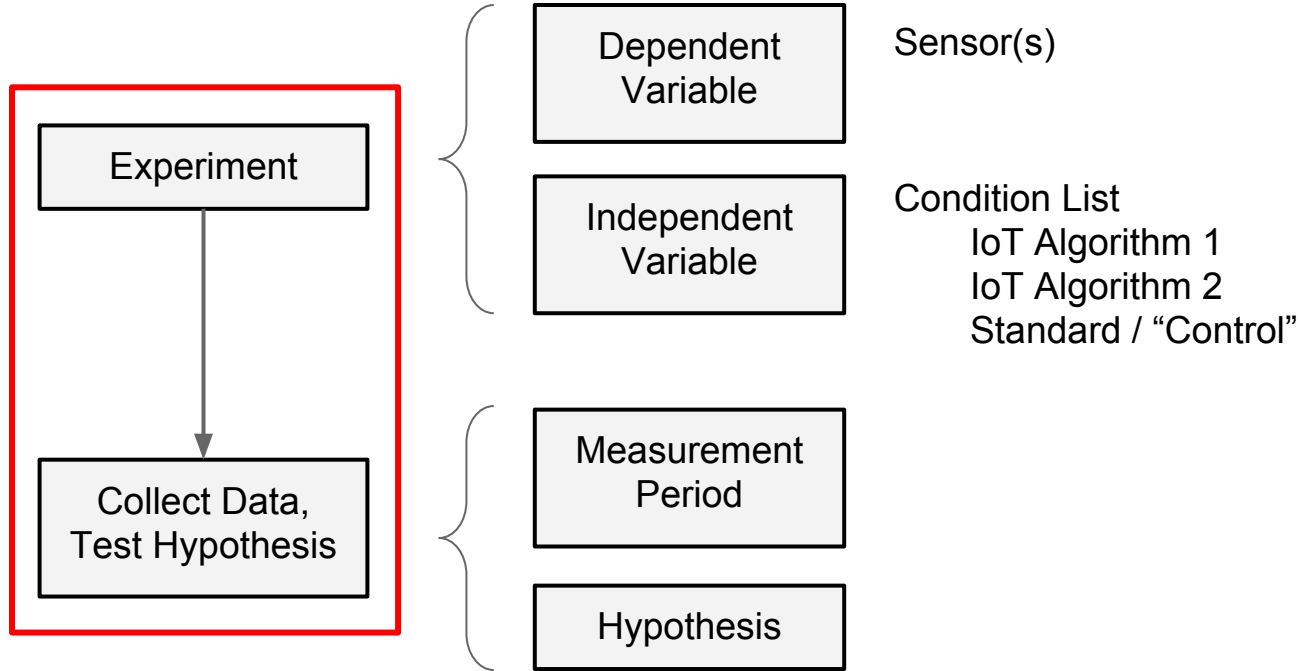 Experiment
Collect Data,
Test Hypothesis
Dependent
Variable
Sensor(s)
Independent
Variable
Condition List
IoT Algorithm 1
IoT Algorithm 2
Standard / “Control”
Measurement
Period
Hypothesis